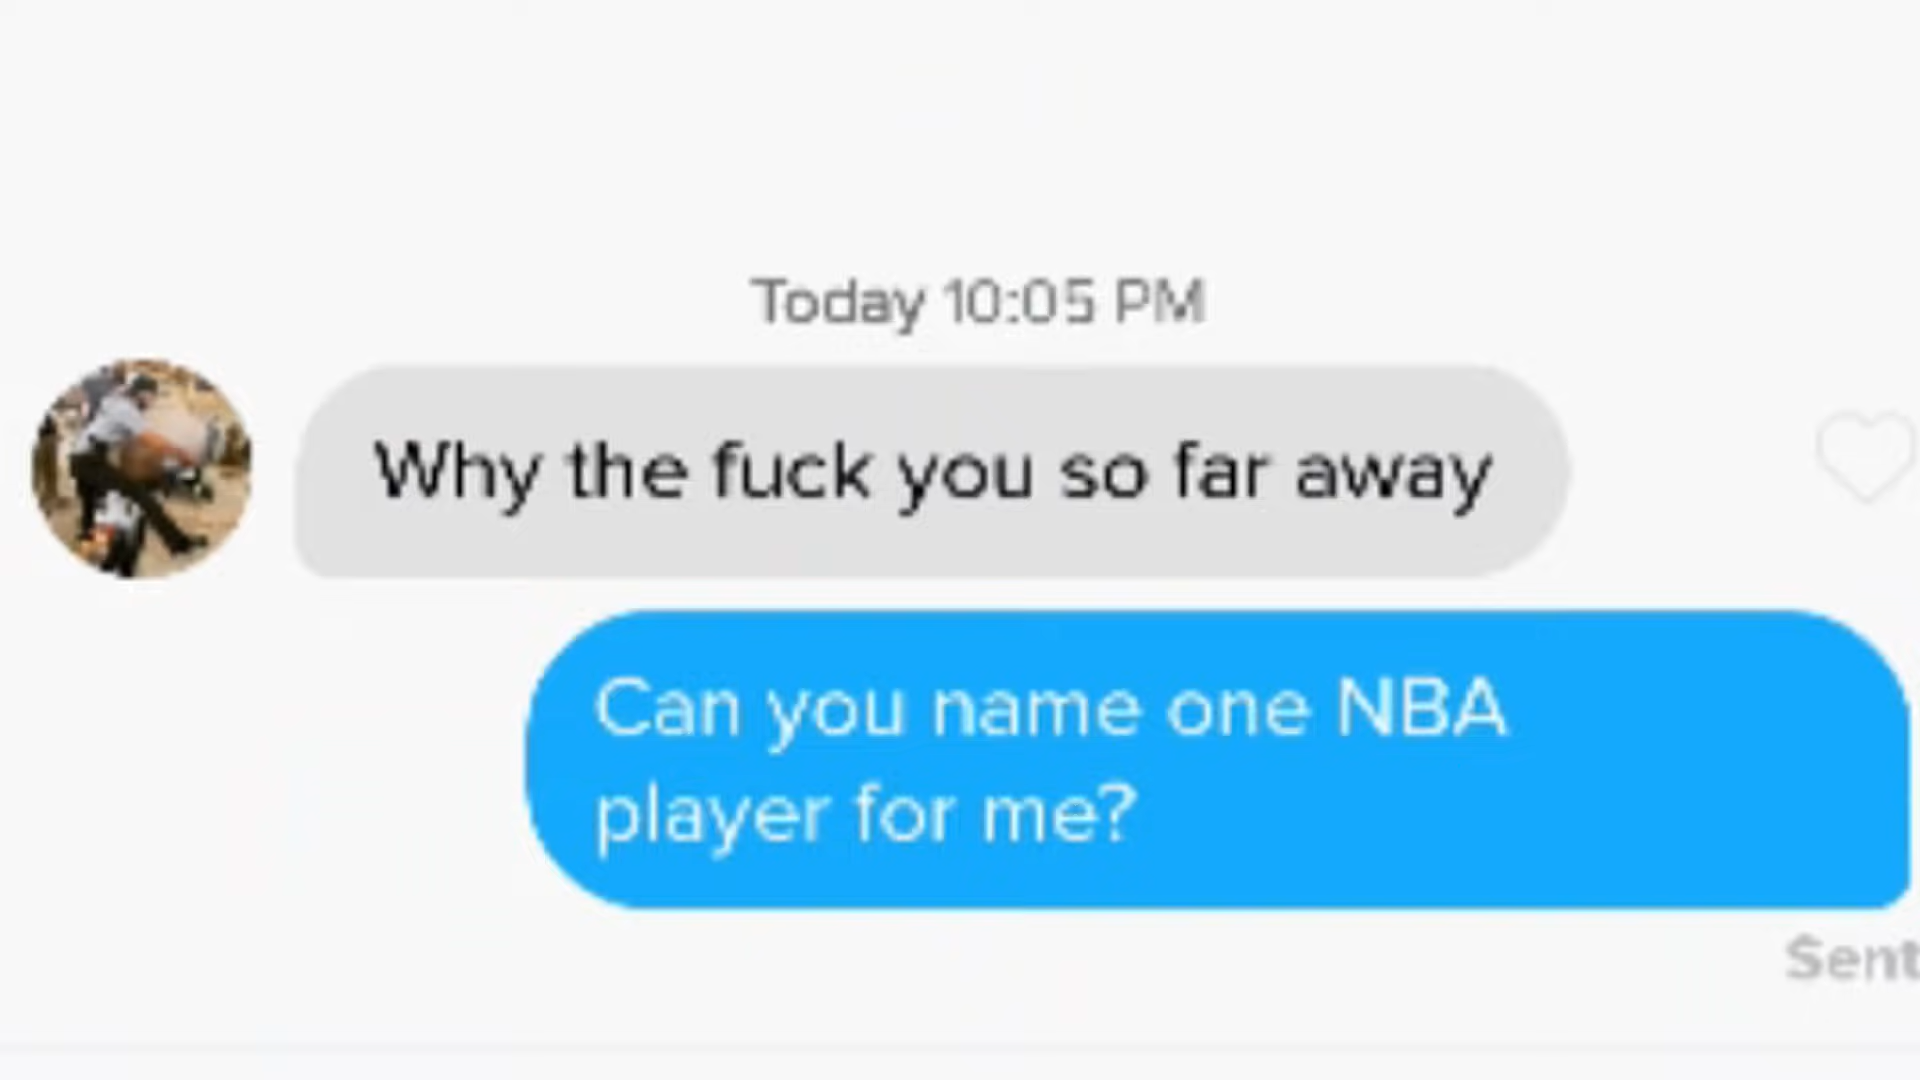 Today 10:05 PM
Why the fuck you so far away
Can you name one NBA
player for me?
Sent